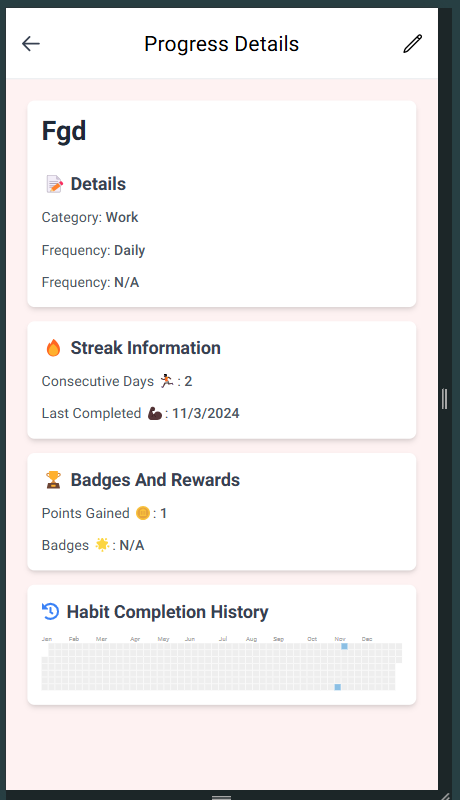 Progress Details
Fgd
📝 Details
Category: Work
Frequency: Daily
Frequency: N/A
🔥 Streak Information
Consecutive Days 🏃: 2
Last Completed 💪: 11/3/2024
🏆 Badges And Rewards
Points Gained 🪙: 1
Badges 🌟: N/A
Habit Completion History
Jan Feb Mar Apr May Jun Jul Aug Sep Oct Nov Dec